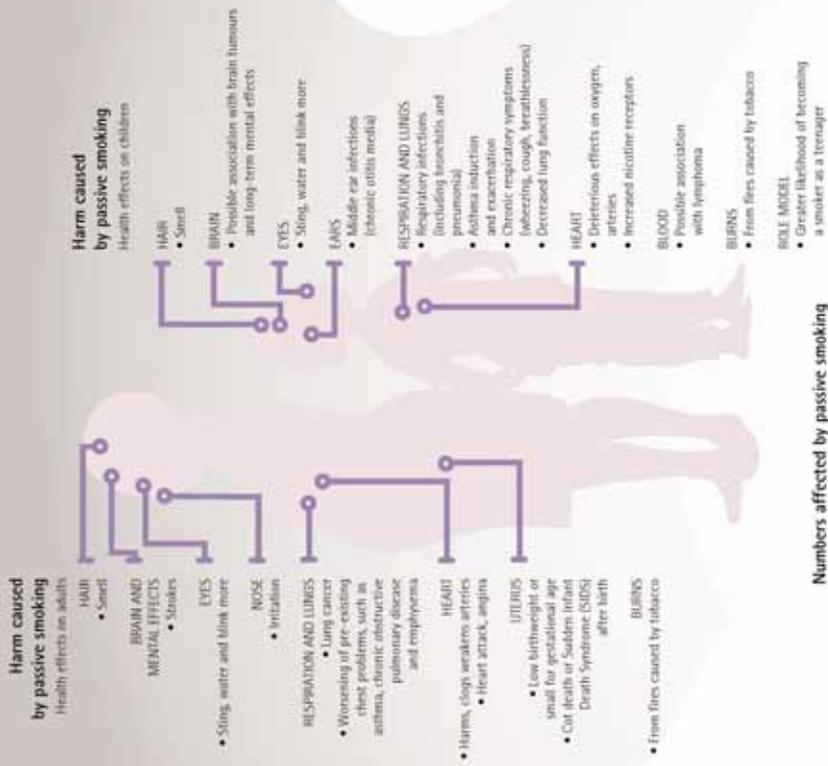 Harm caused
by passive smoking
Health effects on adults
HAIR
• Smell
BRAIN AND
MENTAL EFFECTS
• Strokes
EYES
• Sting, water and blink more
NOSE
• Irritation
RESPIRATION AND LUNGS
• Lung cancer
• Worsening of pre-existing
chest problems, such as
asthma, chronic obstructive
pulmonary disease
and emphysema
HEART
• Harms, clogs weakens arteries
• Heart attack, angina
UTERUS
• Low birthweight or
small for gestational age
• Cot death or Sudden Infant
Death Syndrome (SIDS)
after birth
BURNS
• From fires caused by tobacco
Harm caused
by passive smoking
Health effects on children
HAIR
• Smell
BRAIN
• Possible association with brain tumours
and long-term mental effects
EYES
• Sting, water and blink more
EARS
• Middle ear infections
(chronic otitis media)
RESPIRATION AND LUNGS
• Respiratory infections
(including bronchitis and
pneumonia)
• Asthma induction
and exacerbation
• Chronic respiratory symptoms
(wheezing, cough, breathlessness)
• Decreased lung function
HEART
• Deleterious effects on oxygen,
arteries
• Increased nicotine receptors
BLOOD
• Possible association
with lymphoma
BURNS
• From fires caused by tobacco
ROLE MODEL
• Greater likelihood of becoming
a smoker as a teenager
Numbers affected by passive smoking